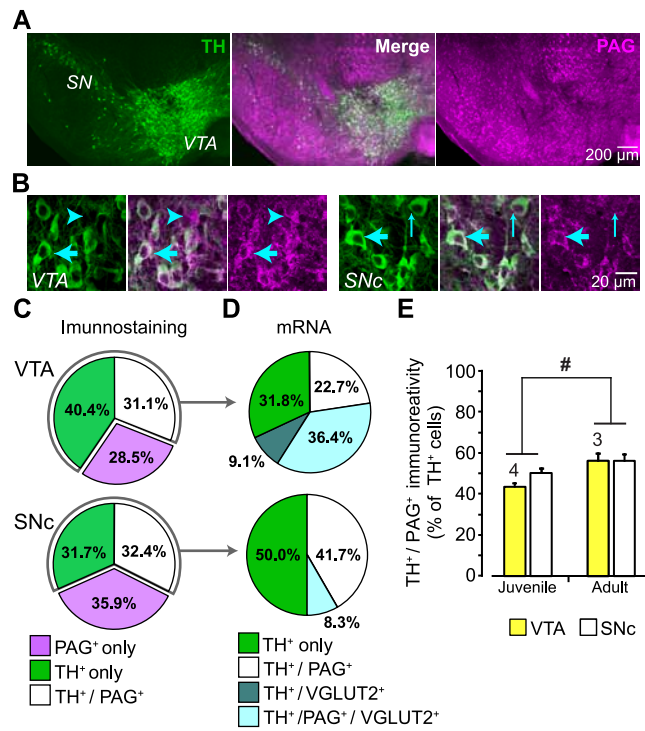 A
TH
SN
VTA
Merge
PAG
200 µm
B
VTA
SNc
20 µm
C
Imunnostaining
VTA
40.4%
31.1%
28.5%
SNc
31.7%
32.4%
35.9%
PAG⁺ only
TH⁺ only
TH⁺ / PAG⁺
D
mRNA
31.8%
22.7%
36.4%
9.1%
50.0%
41.7%
8.3%
TH⁺ only
TH⁺ / PAG⁺
TH⁺ / VGLUT2⁺
TH⁺ /PAG⁺ / VGLUT2⁺
E
TH⁺ / PAG⁺ immunoreativity
(% of TH⁺ cells)
100
80
60
40
20
0
#
4
3
Juvenile
Adult
VTA
SNc